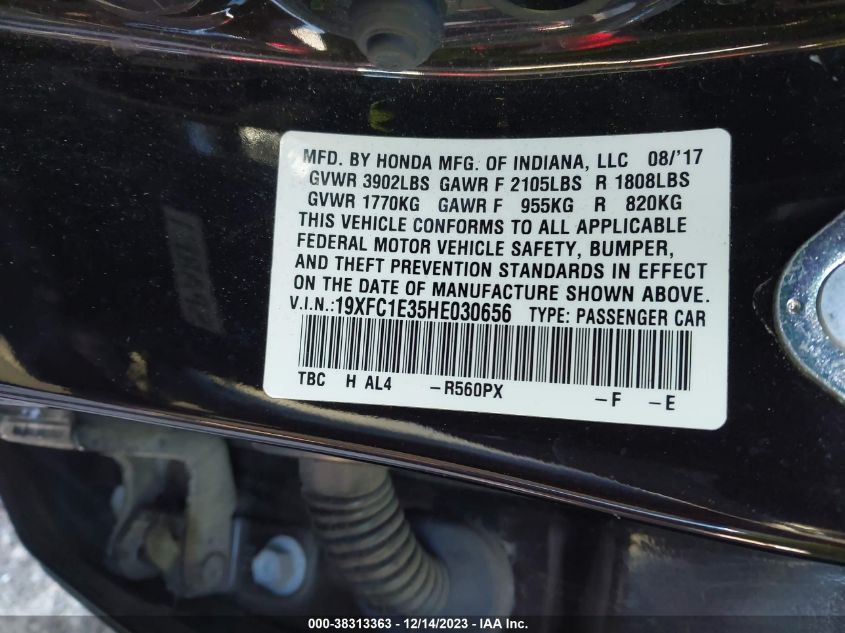 MFD. BY HONDA MFG. OF INDIANA, LLC 08/'17
GVWR 3902LBS GAWR F 2105LBS R 1808LBS
GVWR 1770KG GAWR F 955KG R 820KG
THIS VEHICLE CONFORMS TO ALL APPLICABLE
FEDERAL MOTOR VEHICLE SAFETY, BUMPER,
AND THEFT PREVENTION STANDARDS IN EFFECT
ON THE DATE OF MANUFACTURE SHOWN ABOVE.
V.I.N.:19XFC1E35HE030656 TYPE: PASSENGER CAR
TBC H AL4 -R560PX -F -E
000-38313363 - 12/14/2023 - IAAI.com